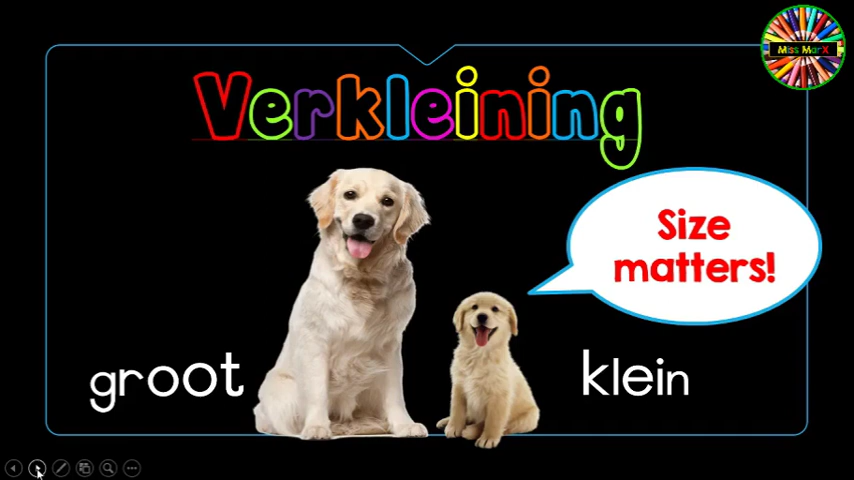 Miss MarX
Verkleining
Size
matters!
groot
klein